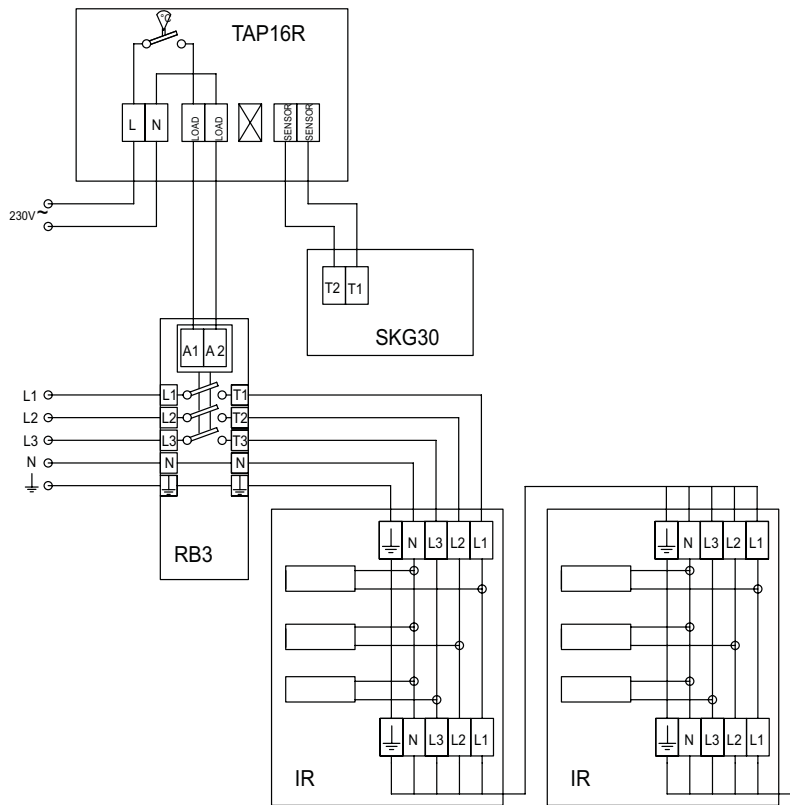 TAP16R
L N LOAD LOAD SENSOR SENSOR
230V~
T2 T1
SKG30
A1 A2
L1 L1 T1
L2 L2 T2
L3 L3 T3
N N N
RB3
N L3 L2 L1
N L3 L2 L1
N L3 L2 L1
N L3 L2 L1
IR
IR